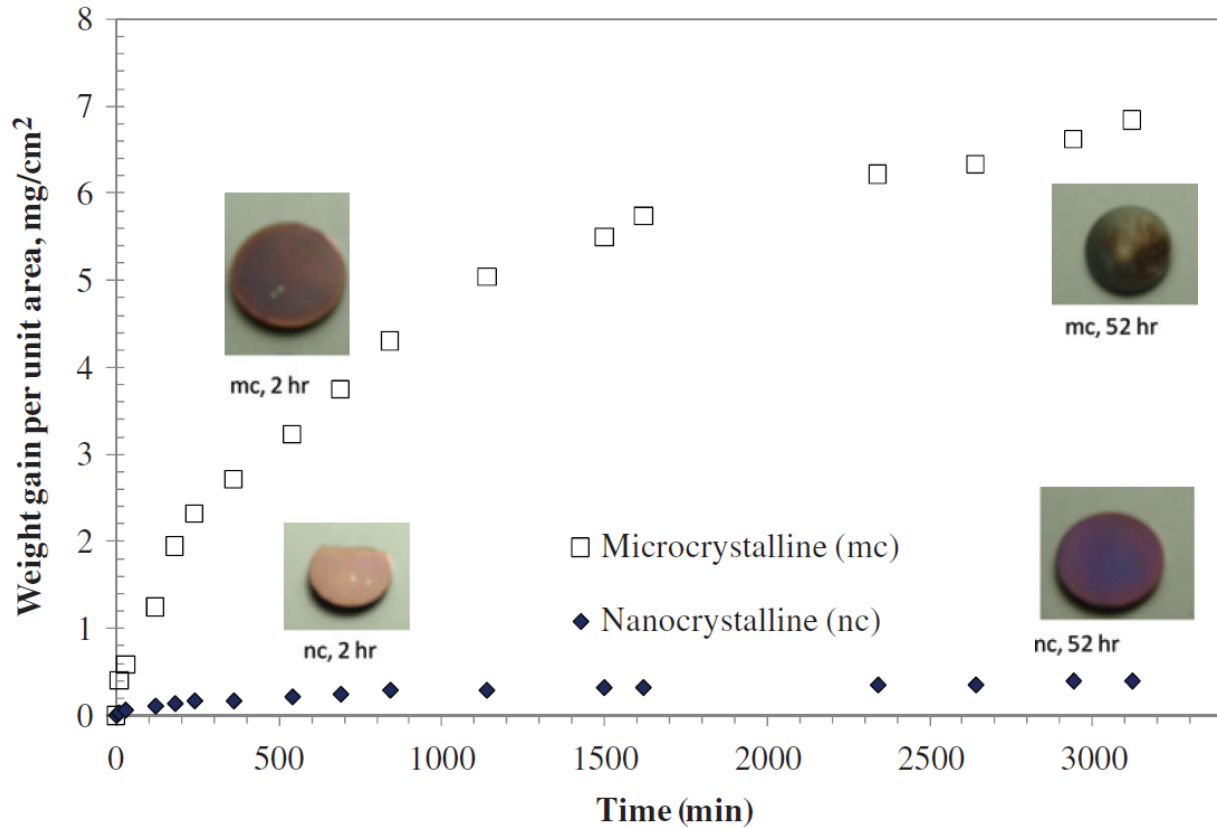 Weight gain per unit area, mg/cm²
8
7
6
5
4
3
2
1
0
mc, 2 hr
mc, 52 hr
nc, 2 hr
nc, 52 hr
Microcrystalline (mc)
Nanocrystalline (nc)
0 500 1000 1500 2000 2500 3000
Time (min)